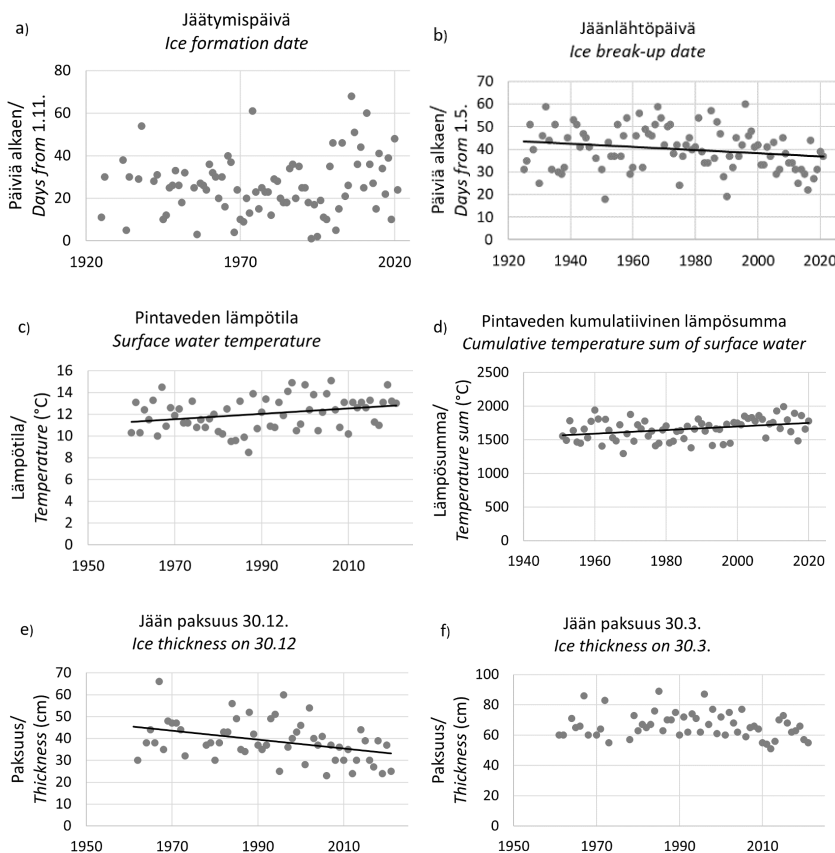 a)
Jäätymispäivä
Ice formation date
Päiviä alkaen/
Days from 1.11.
80
60
40
20
0
1920
1970
2020
b)
Jäänlähtöpäivä
Ice break-up date
Päiviä alkaen/
Days from 1.5.
70
60
50
40
30
20
10
0
1920
1940
1960
1980
2000
2020
c)
Pintaveden lämpötila
Surface water temperature
Lämpötila/
Temperature (°C)
16
14
12
10
8
6
4
2
0
1950
1970
1990
2010
d)
Pintaveden kumulatiivinen lämpösumma
Cumulative temperature sum of surface water
Lämpösumma/
Temperature sum (°C)
2500
2000
1500
1000
500
0
1940
1960
1980
2000
2020
e)
Jään paksuus 30.12.
Ice thickness on 30.12
Paksuus/
Thickness (cm)
70
60
50
40
30
20
10
0
1950
1970
1990
2010
f)
Jään paksuus 30.3.
Ice thickness on 30.3.
Paksuus/
Thickness (cm)
100
80
60
40
20
0
1950
1970
1990
2010